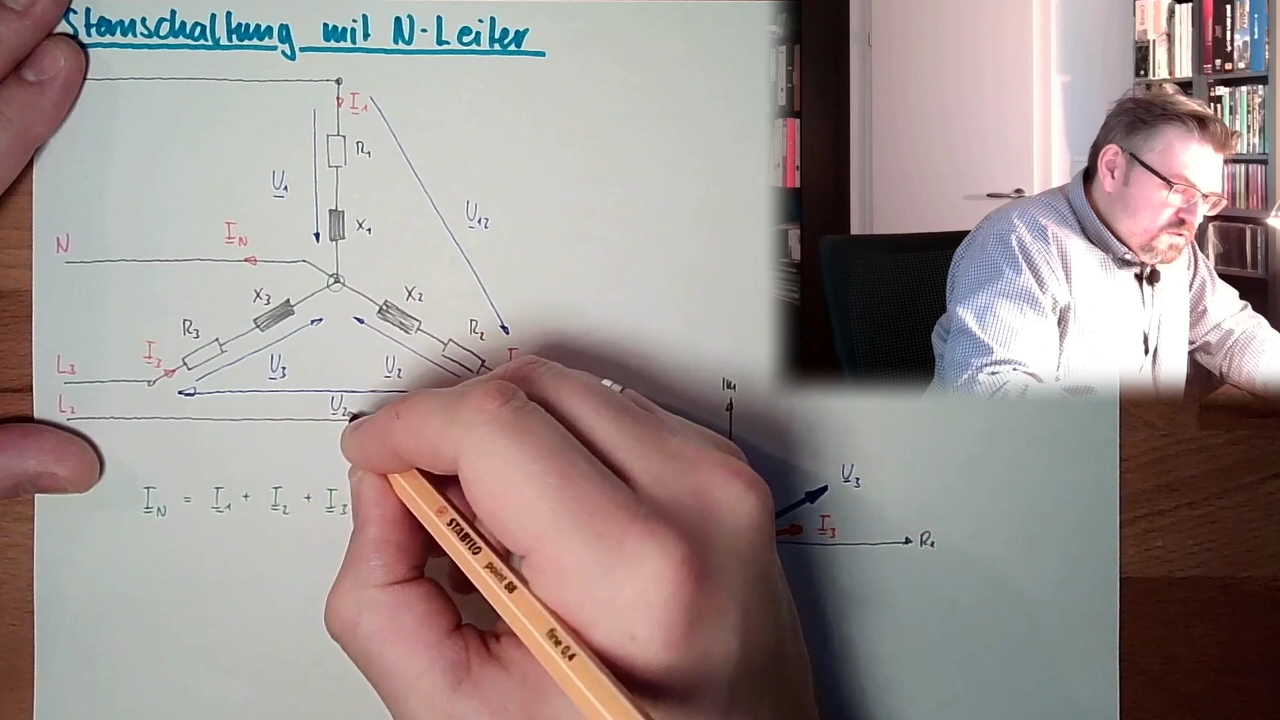 Sternschaltung mit N-Leiter
I1
R1
U1
U12
X1
N
IN
X3
X2
R3
R2
I3
L3
U3
U2
L2
U2
Im
IN = I1 + I2 + I3
U3
I3
Re
STABILO point 88 fine 0,4